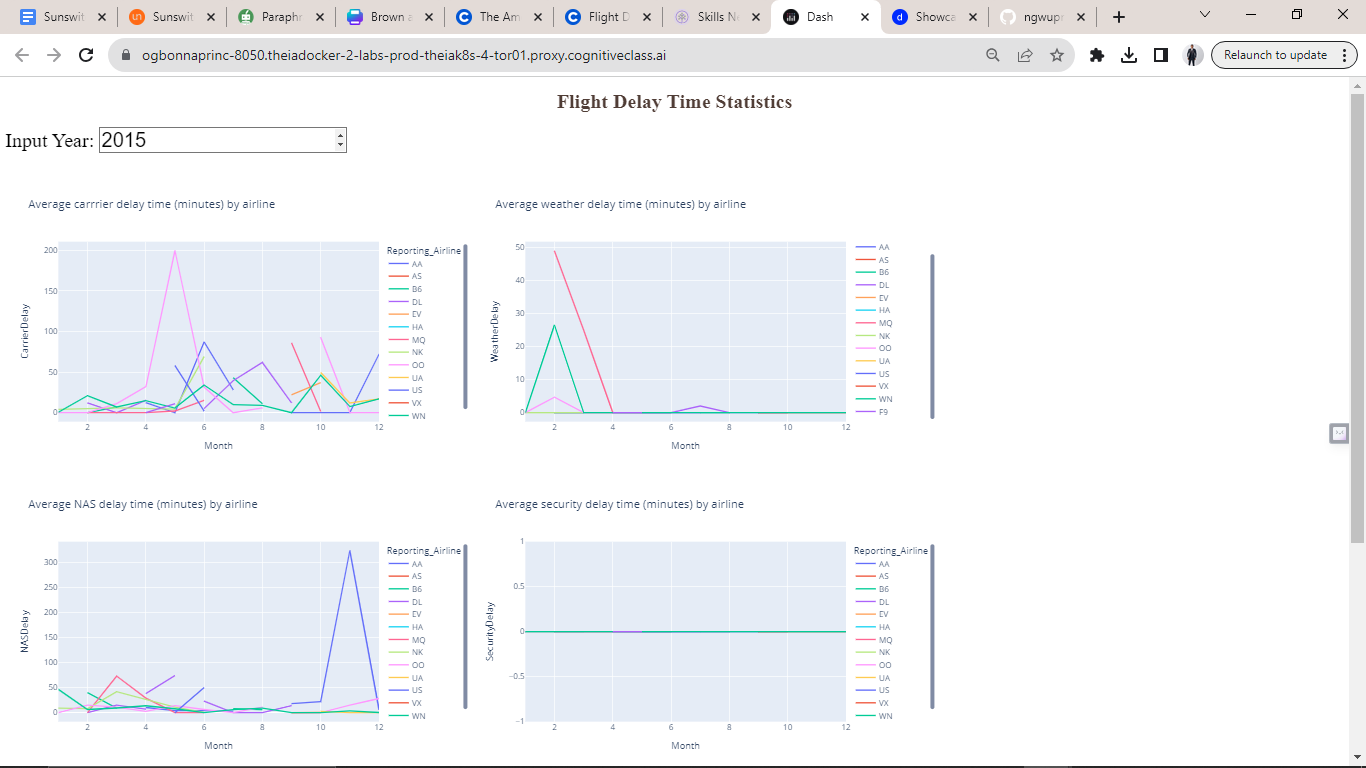 Sunswit
Sunswit
Paraphr
Brown a
The Am
Flight D
Skills N
Dash
Showca
ngwupr
ogbonnaprinc-8050.theiadocker-2-labs-prod-theiak8s-4-tor01.proxy.cognitiveclass.ai
Relaunch to update
Flight Delay Time Statistics
Input Year: 2015
Average carrrier delay time (minutes) by airline
200
150
100
50
0
CarrierDelay
2 4 6 8 10 12
Month
Reporting_Airline
AA
AS
B6
DL
EV
HA
MQ
NK
OO
UA
US
VX
WN
Average weather delay time (minutes) by airline
50
40
30
20
10
0
WeatherDelay
2 4 6 8 10 12
Month
AA
AS
B6
DL
EV
HA
MQ
NK
OO
UA
US
VX
WN
F9
Average NAS delay time (minutes) by airline
300
250
200
150
100
50
0
NASDelay
2 4 6 8 10 12
Month
Reporting_Airline
AA
AS
B6
DL
EV
HA
MQ
NK
OO
UA
US
VX
WN
Average security delay time (minutes) by airline
1
0.5
0
−0.5
−1
SecurityDelay
2 4 6 8 10 12
Month
Reporting_Airline
AA
AS
B6
DL
EV
HA
MQ
NK
OO
UA
US
VX
WN